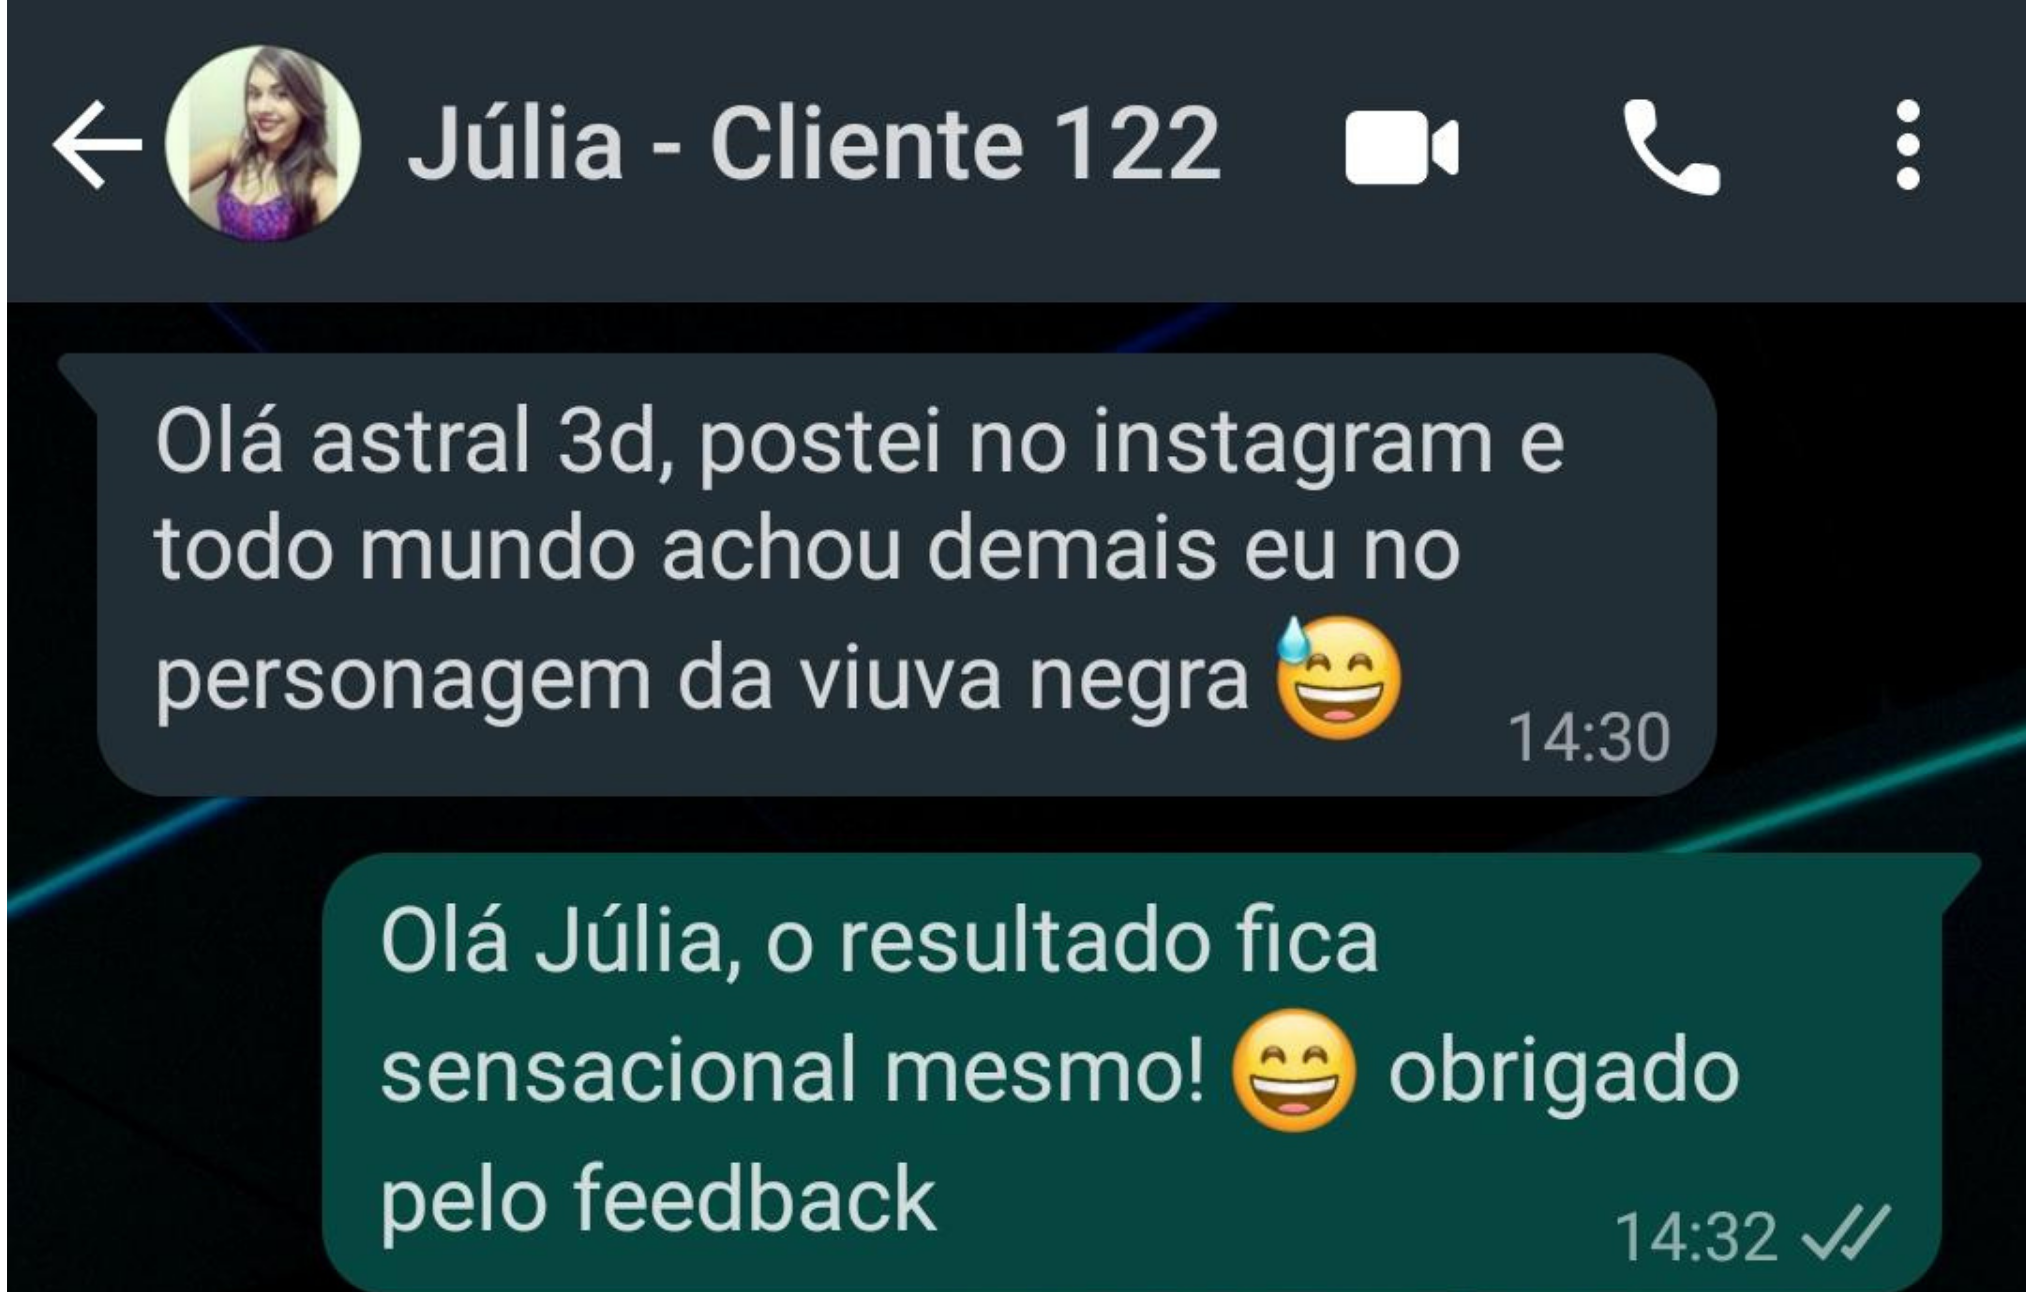 Júlia - Cliente 122
Olá astral 3d, postei no instagram e
todo mundo achou demais eu no
personagem da viuva negra 😅
14:30
Olá Júlia, o resultado fica
sensacional mesmo! 😄 obrigado
pelo feedback
14:32